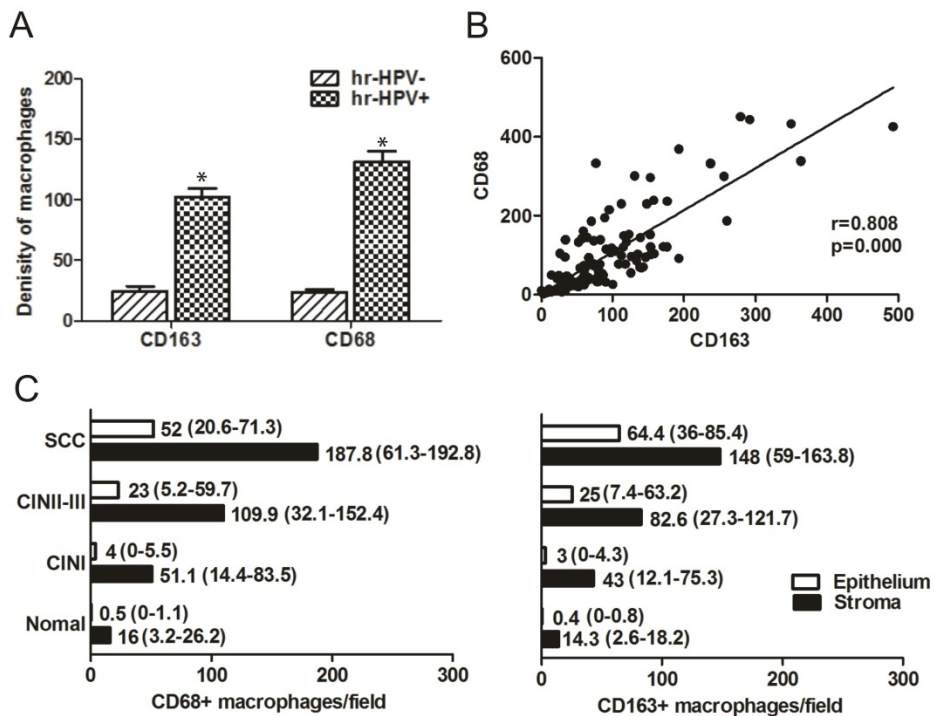 A
Denisity of macrophages
200
150
100
50
0
hr-HPV-
hr-HPV+
*
*
CD163
CD68
B
CD68
600
400
200
0
r=0.808
p=0.000
0
100
200
300
400
500
CD163
C
SCC
52 (20.6-71.3)
187.8 (61.3-192.8)
CINII-III
23 (5.2-59.7)
109.9 (32.1-152.4)
CINI
4 (0-5.5)
51.1 (14.4-83.5)
Nomal
0.5 (0-1.1)
16 (3.2-26.2)
0
100
200
300
CD68+ macrophages/field
64.4 (36-85.4)
148 (59-163.8)
25 (7.4-63.2)
82.6 (27.3-121.7)
3 (0-4.3)
43 (12.1-75.3)
0.4 (0-0.8)
14.3 (2.6-18.2)
Epithelium
Stroma
0
100
200
300
CD163+ macrophages/field